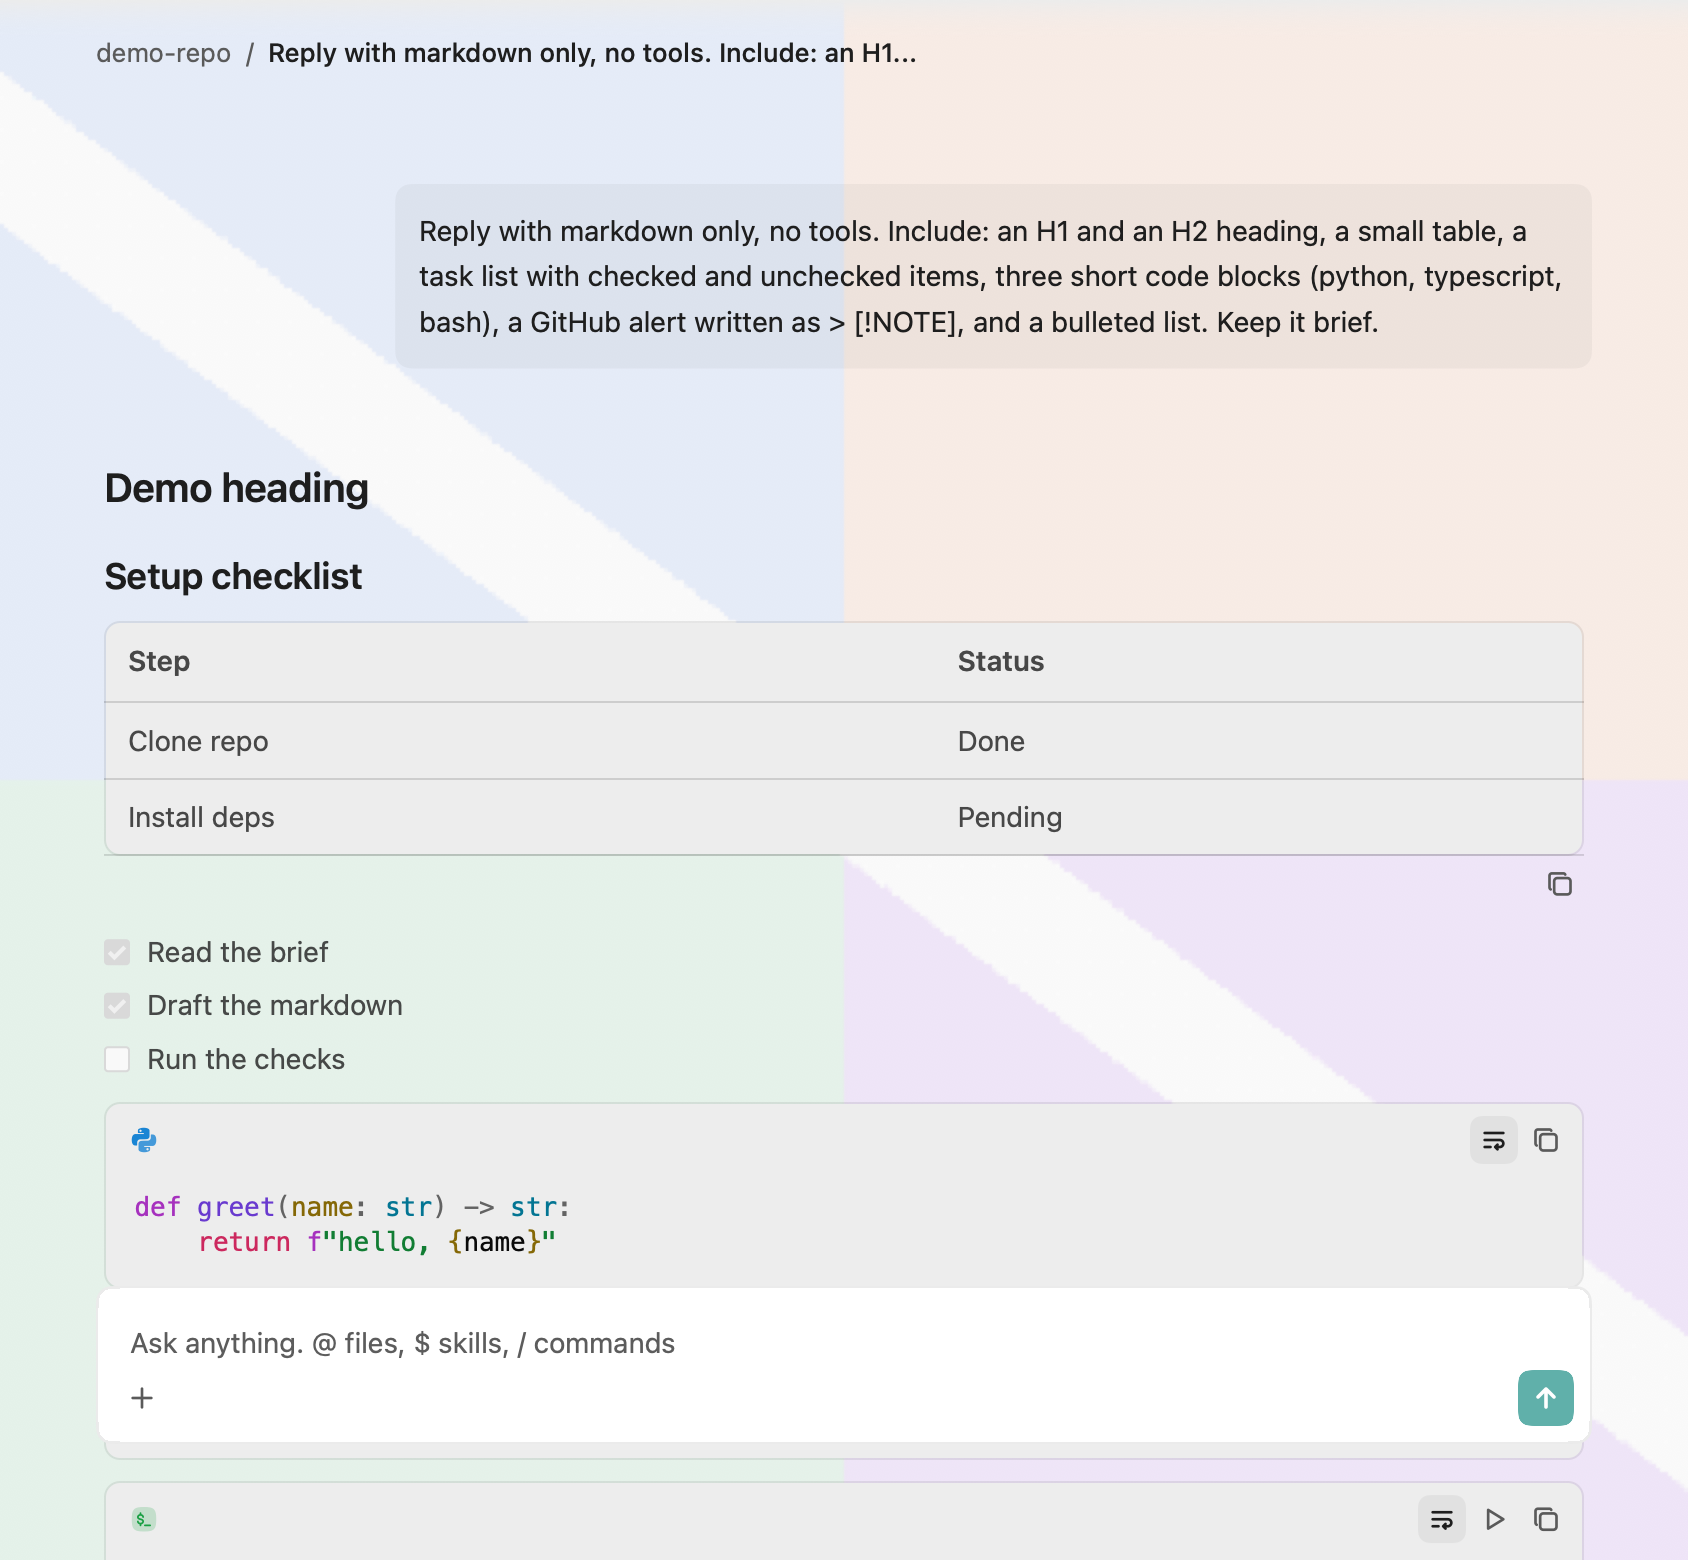 demo-repo / Reply with markdown only, no tools. Include: an H1...
Reply with markdown only, no tools. Include: an H1 and an H2 heading, a small table, a
task list with checked and unchecked items, three short code blocks (python, typescript,
bash), a GitHub alert written as > [!NOTE], and a bulleted list. Keep it brief.
Demo heading
Setup checklist
Step Status
Clone repo Done
Install deps Pending
Read the brief
Draft the markdown
Run the checks
def greet(name: str) -> str:
    return f"hello, {name}"
Ask anything. @ files, $ skills, / commands
$_